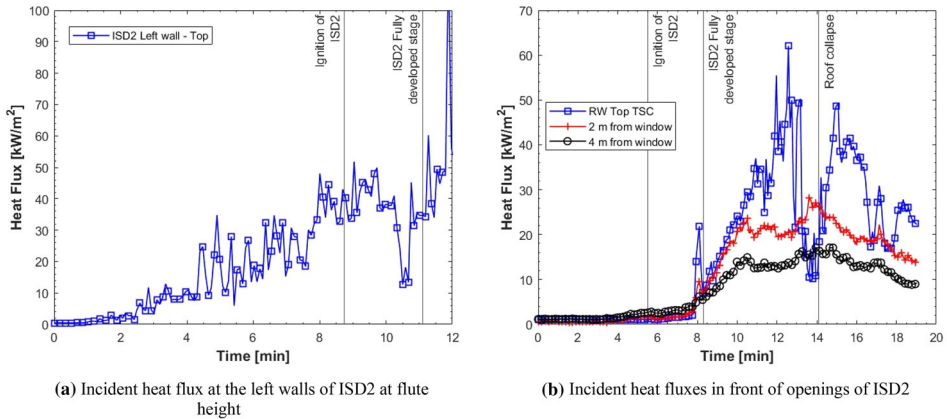 100
90
80
70
60
50
40
30
20
10
0
Heat Flux [kW/m²]
ISD2 Left wall - Top
Ignition of
ISD2
ISD2 Fully
developed stage
0 2 4 6 8 10 12
Time [min]
(a) Incident heat flux at the left walls of ISD2 at flute
height
70
60
50
40
30
20
10
0
Heat Flux [kW/m²]
Ignition of
ISD2
ISD2 Fully
developed stage
Roof collapse
RW Top TSC
2 m from window
4 m from window
0 2 4 6 8 10 12 14 16 18 20
Time [min]
(b) Incident heat fluxes in front of openings of ISD2